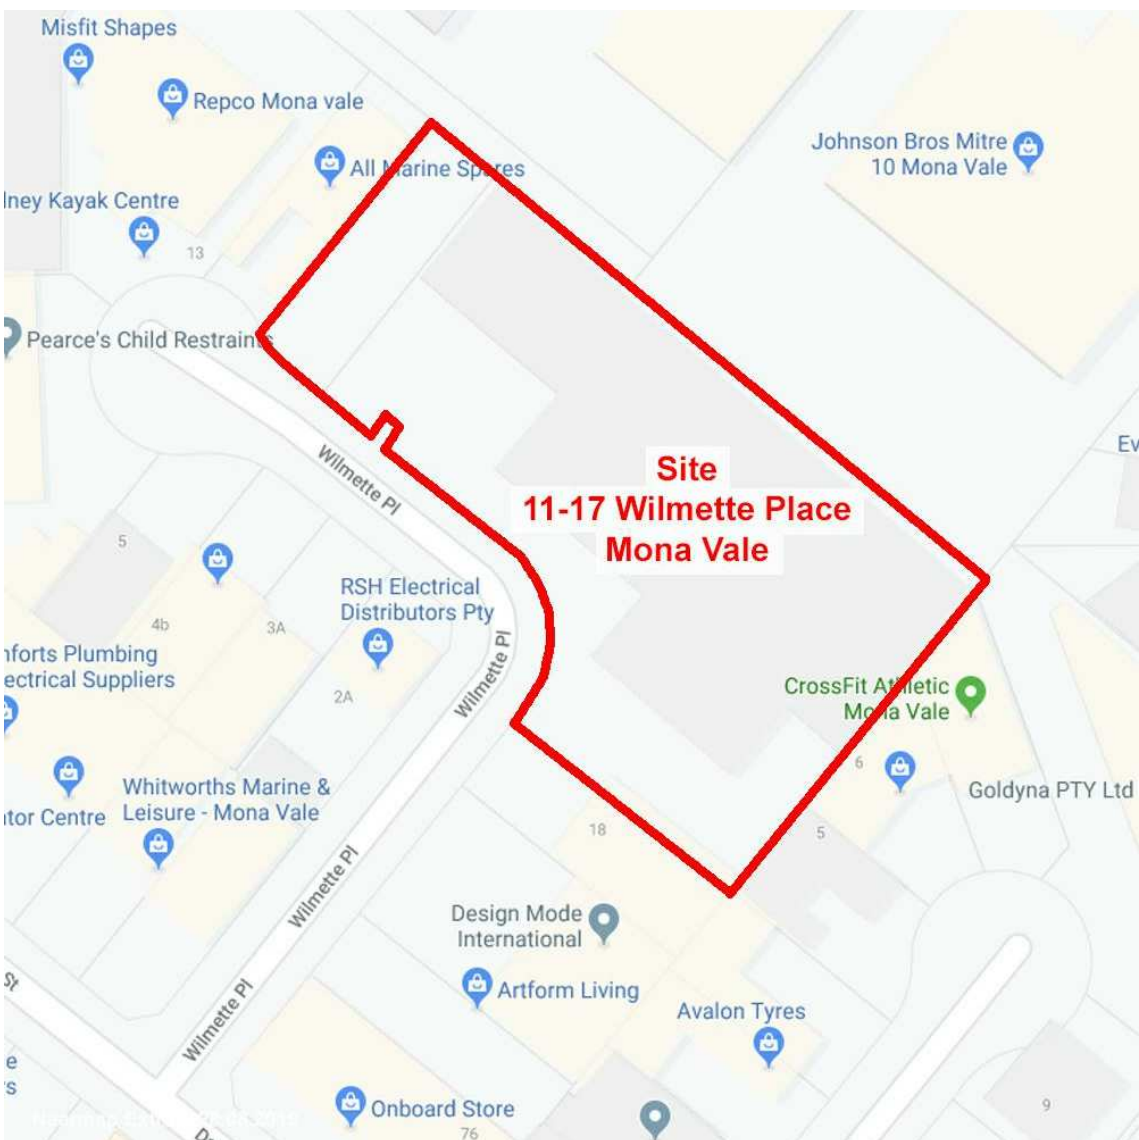 Misfit Shapes
Repco Mona vale
All Marine Spares
Johnson Bros Mitre
10 Mona Vale
ney Kayak Centre
13
Pearce's Child Restraints
Wilmette Pl
Ev
Site
11-17 Wilmette Place
Mona Vale
5
4b
3A
RSH Electrical
Distributors Pty
2A
Wilmette Pl
nforts Plumbing
ectrical Suppliers
CrossFit Athletic
Mona Vale
6
Goldyna PTY Ltd
tor Centre
Whitworths Marine &
Leisure - Mona Vale
18
5
Wilmette Pl
Design Mode
International
Artform Living
Avalon Tyres
St
Wilmette Pl
e
s
Onboard Store
76
9